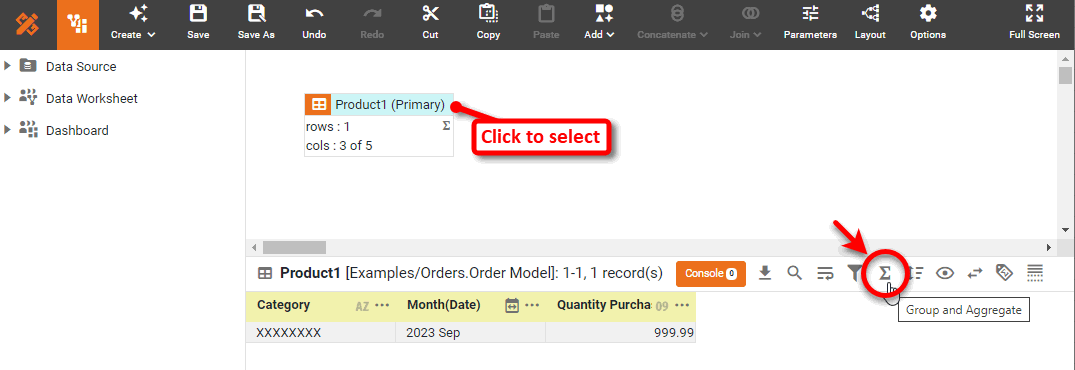 Create Save Save As Undo Redo Cut Copy Paste Add Concatenate Join Parameters Layout Options Full Screen
Data Source
Data Worksheet
Dashboard
Product1 (Primary)
rows : 1 Σ
cols : 3 of 5
Click to select
Product1 [Examples/Orders.Order Model]: 1-1, 1 record(s) Console 0 Σ
Group and Aggregate
Category AZ ••• Month(Date) ••• Quantity Purcha 09 •••
XXXXXXXX 2023 Sep 999.99